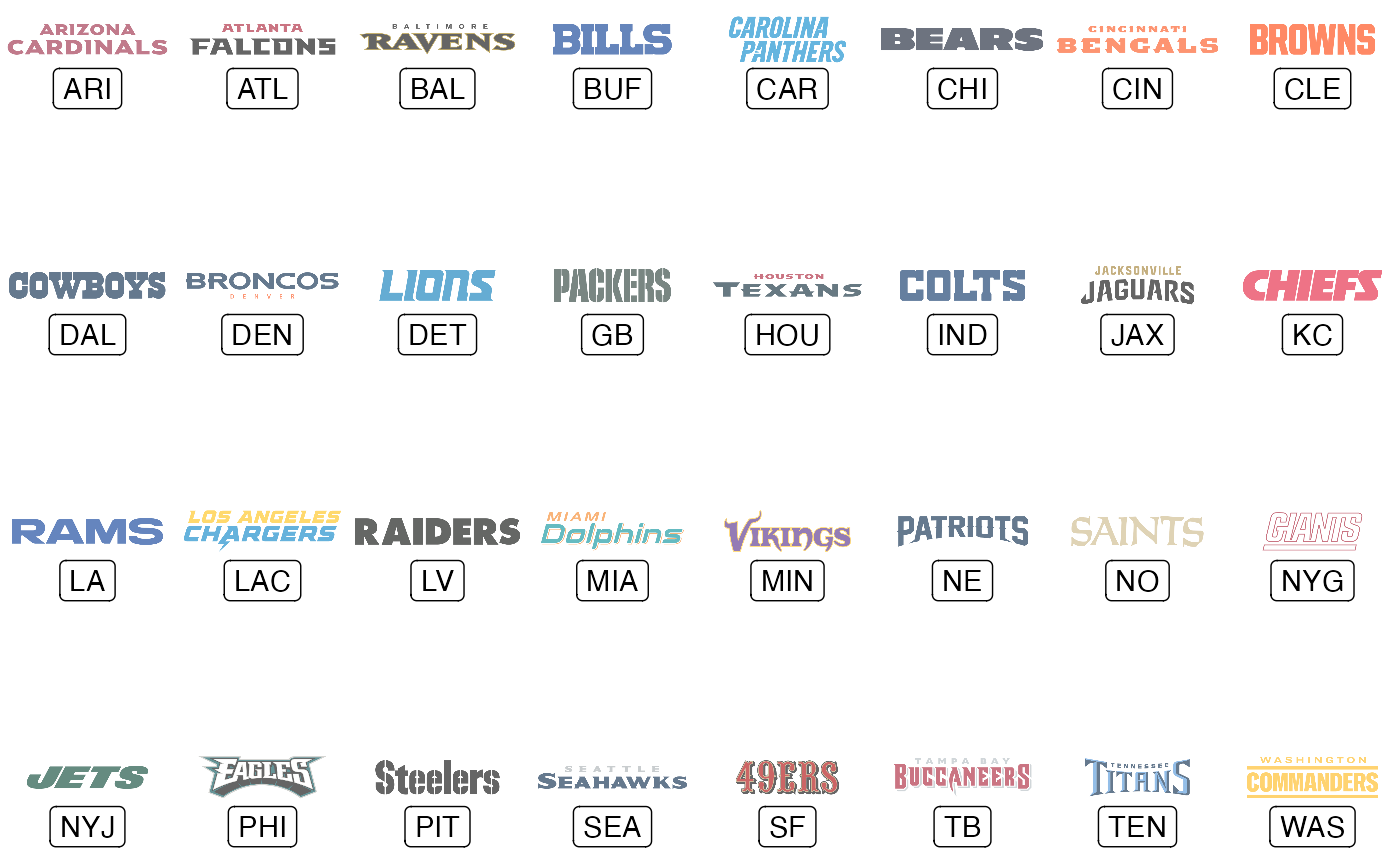 ARIZONA
CARDINALS
ARI
ATLANTA
FALCONS
ATL
BALTIMORE
RAVENS
BAL
BILLS
BUF
CAROLINA
PANTHERS
CAR
BEARS
CHI
CINCINNATI
BENGALS
CIN
BROWNS
CLE
COWBOYS
DAL
BRONCOS
DENVER
DEN
LIONS
DET
PACKERS
GB
HOUSTON
TEXANS
HOU
COLTS
IND
JACKSONVILLE
JAGUARS
JAX
CHIEFS
KC
RAMS
LA
LOS ANGELES
CHARGERS
LAC
RAIDERS
LV
MIAMI
Dolphins
MIA
VIKINGS
MIN
PATRIOTS
NE
SAINTS
NO
GIANTS
NYG
JETS
NYJ
EAGLES
PHI
Steelers
PIT
SEATTLE
SEAHAWKS
SEA
49ERS
SF
TAMPA BAY
BUCCANEERS
TB
TENNESSEE
TITANS
TEN
WASHINGTON
COMMANDERS
WAS